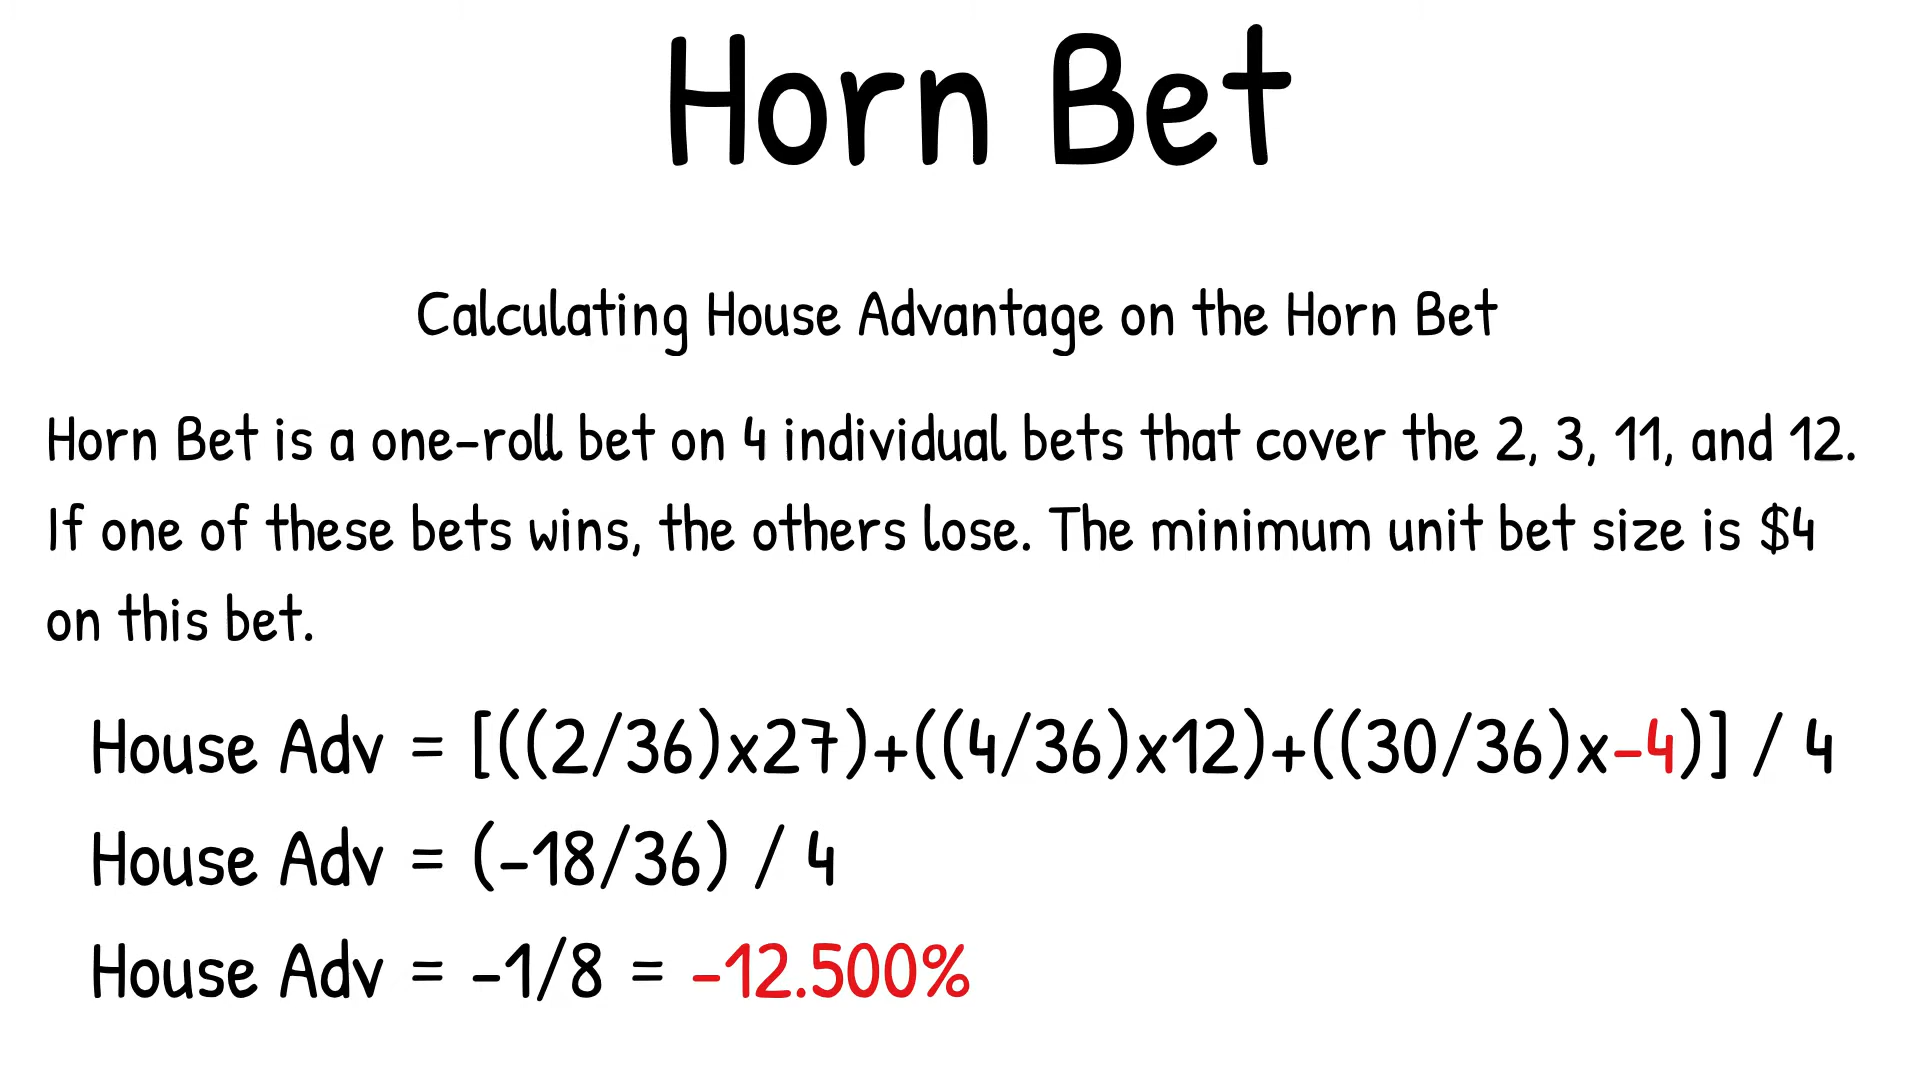 Horn Bet
Calculating House Advantage on the Horn Bet
Horn Bet is a one-roll bet on 4 individual bets that cover the 2, 3, 11, and 12.
If one of these bets wins, the others lose. The minimum unit bet size is $4
on this bet.
House Adv = [((2/36)x27)+((4/36)x12)+((30/36)x-4)] / 4
House Adv = (-18/36) / 4
House Adv = -1/8 = -12.500%